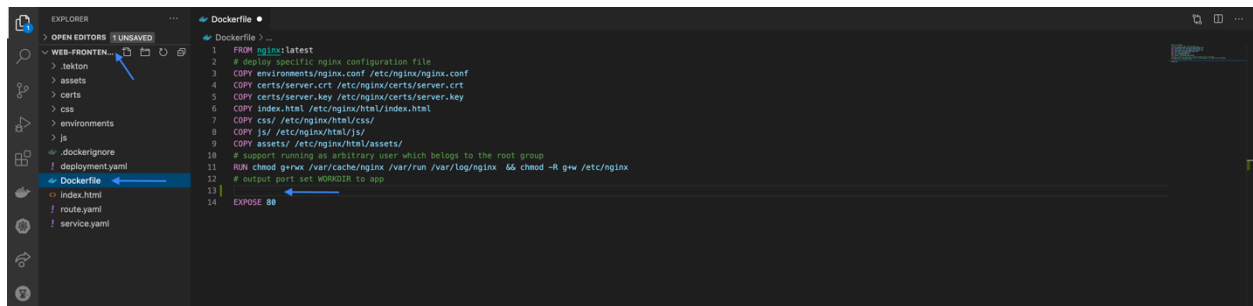 EXPLORER
OPEN EDITORS 1 UNSAVED
WEB-FRONTEN...
.tekton
assets
certs
css
environments
js
.dockerignore
deployment.yaml
Dockerfile
index.html
route.yaml
service.yaml
1
Dockerfile
Dockerfile > ...
1 FROM nginx:latest
2 # deploy specific nginx configuration file
3 COPY environments/nginx.conf /etc/nginx/nginx.conf
4 COPY certs/server.crt /etc/nginx/certs/server.crt
5 COPY certs/server.key /etc/nginx/certs/server.key
6 COPY index.html /etc/nginx/html/index.html
7 COPY css/ /etc/nginx/html/css/
8 COPY js/ /etc/nginx/html/js/
9 COPY assets/ /etc/nginx/html/assets/
10 # support running as arbitrary user which belogs to the root group
11 RUN chmod g+rwx /var/cache/nginx /var/run /var/log/nginx && chmod -R g+w /etc/nginx
12 # output port set WORKDIR to app
13
14 EXPOSE 80